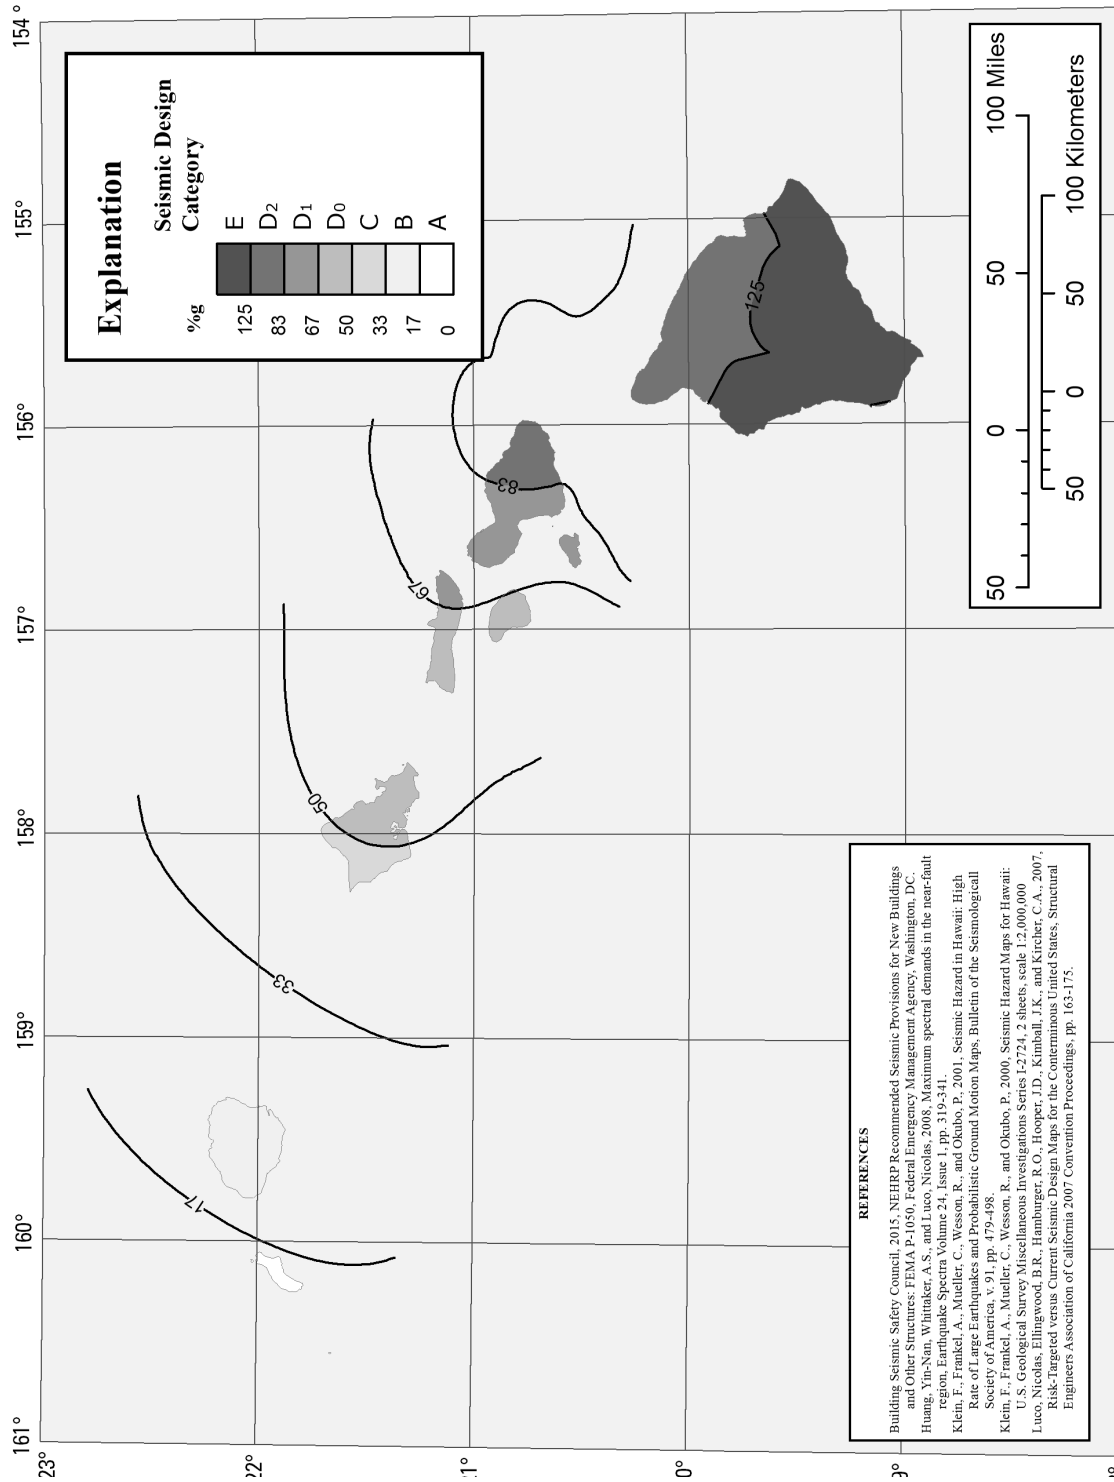 154 °
155°
156°
157°
158°
159°
160°
161°
23°
22°
21°
Explanation
Seismic Design
Category
%g
125 E
83 D2
67 D1
50 D0
33 C
17 B
0 A
17
33
50
67
83
125
50 0 50 100 Miles
50 0 50 100 Kilometers
REFERENCES
Building Seismic Safety Council, 2015, NEHRP Recommended Seismic Provisions for New Buildings
and Other Structures: FEMA P-1050, Federal Emergency Management Agency, Washington, DC.
Huang, Yin-Nan, Whittaker, A.S., and Luco, Nicolas, 2008, Maximum spectral demands in the near-fault
region, Earthquake Spectra Volume 24, Issue 1, pp. 319-341.
Klein, F., Frankel, A., Mueller, C., Wesson, R., and Okubo, P., 2001, Seismic Hazard in Hawaii: High
Rate of Large Earthquakes and Probabilistic Ground Motion Maps, Bulletin of the Seismologicall
Society of America, v. 91, pp. 479-498.
Klein, F., Frankel, A., Mueller, C., Wesson, R., and Okubo, P., 2000, Seismic Hazard Maps for Hawaii:
U.S. Geological Survey Miscellaneous Investigations Series I-2724, 2 sheets, scale 1:2,000,000
Luco, Nicolas, Ellingwood, B.R., Hamburger, R.O., Hooper, J.D., Kimball, J.K., and Kircher, C.A., 2007,
Risk-Targeted versus Current Seismic Design Maps for the Conterminous United States, Structural
Engineers Association of California 2007 Convention Proceedings, pp. 163-175.